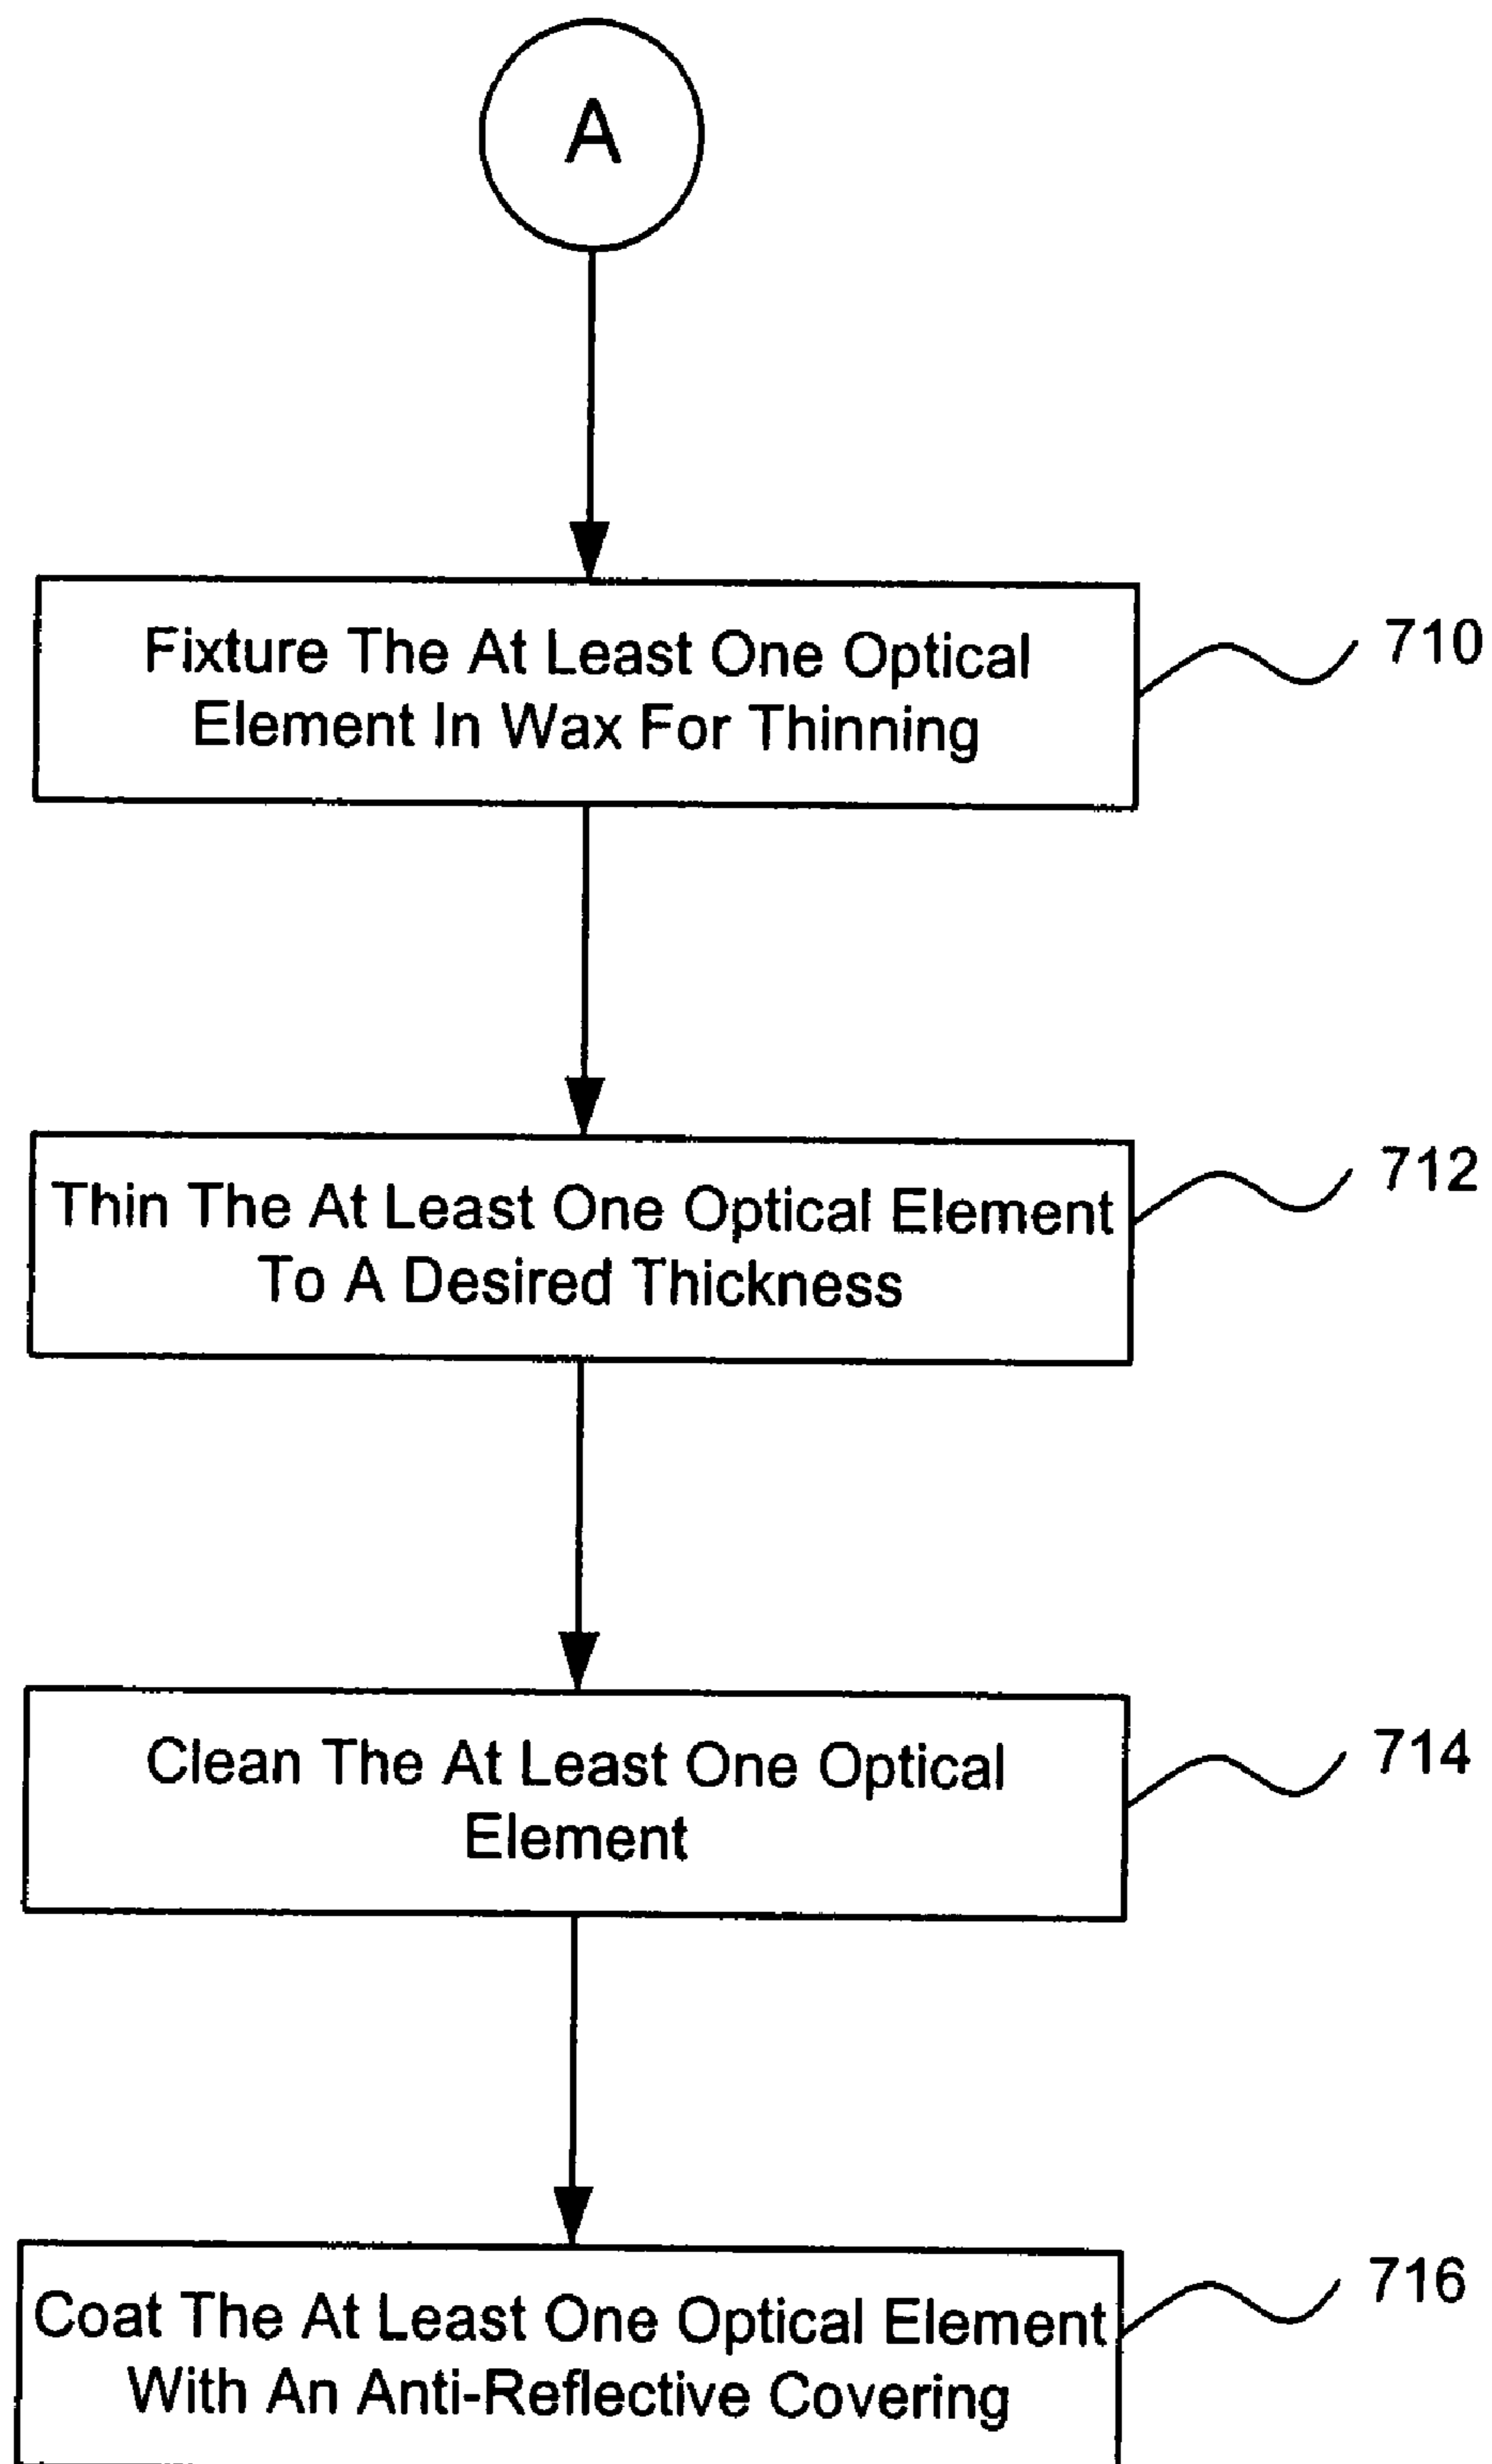 A
Fixture The At Least One Optical
Element In Wax For Thinning
710
Thin The At Least One Optical Element
To A Desired Thickness
712
Clean The At Least One Optical
Element
714
Coat The At Least One Optical Element
With An Anti-Reflective Covering
716